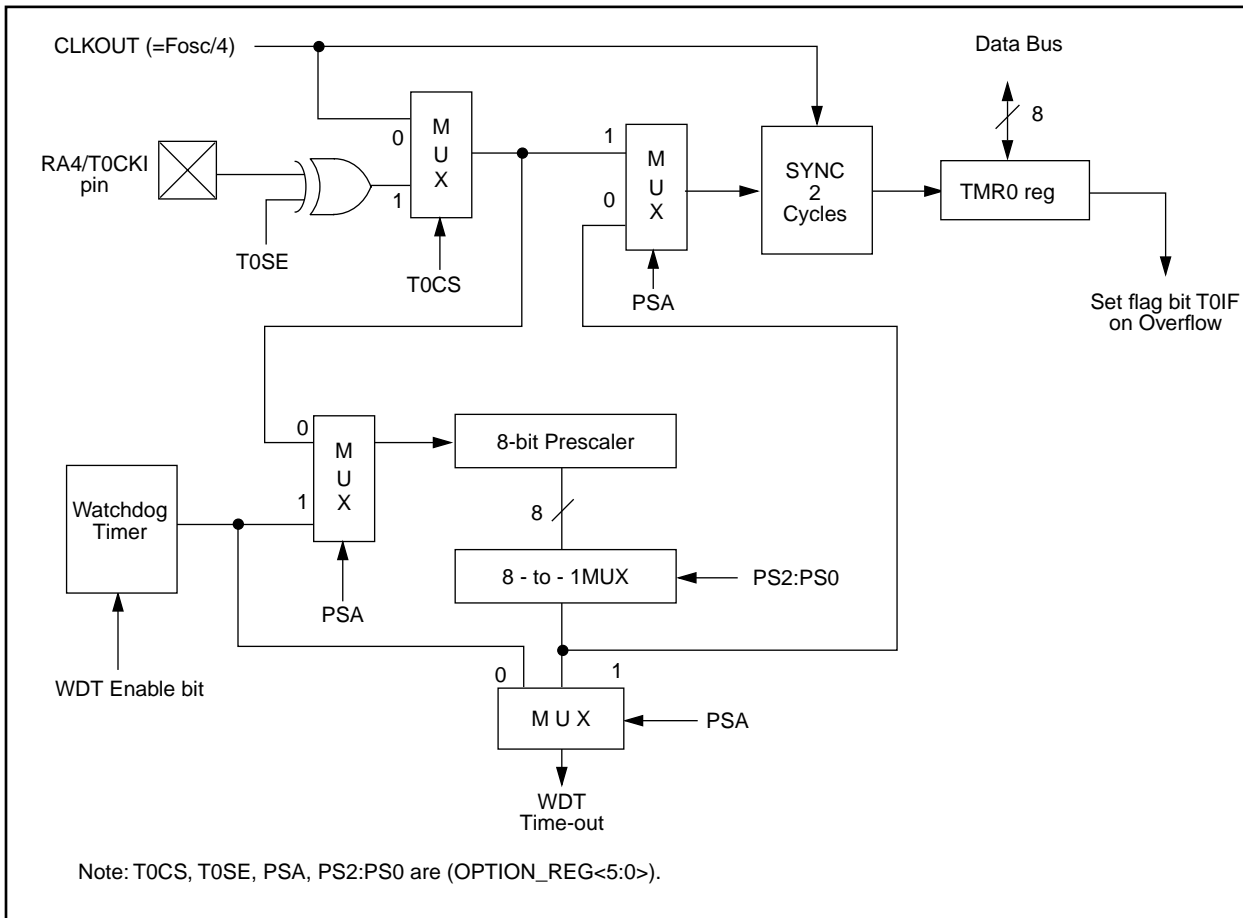 CLKOUT (=Fosc/4)
Data Bus
8
RA4/T0CKI
pin
T0SE
0
1
M
U
X
T0CS
1
0
M
U
X
PSA
SYNC
2
Cycles
TMR0 reg
Set flag bit T0IF
on Overflow
0
1
M
U
X
PSA
8-bit Prescaler
8
Watchdog
Timer
WDT Enable bit
8 - to - 1MUX
PS2:PS0
0
1
M U X
PSA
WDT
Time-out
Note: T0CS, T0SE, PSA, PS2:PS0 are (OPTION_REG<5:0>).